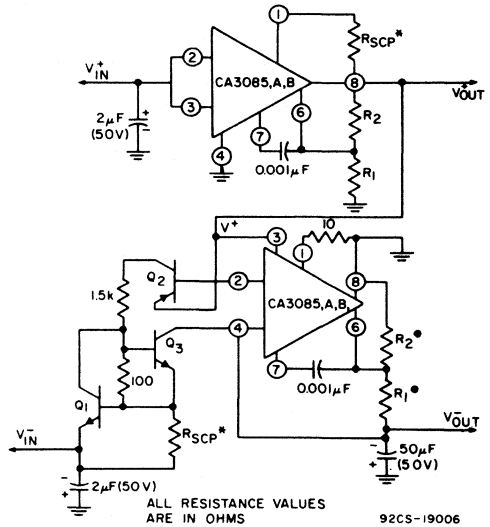 1
RSCP*
V+IN
2
CA3085,A,B
8
V+OUT
2μF
(50V)
+
−
3
6
R2
7
4
0.001μF
R1
V+
10
3
1
Q2
2
8
1.5k
CA3085,A,B
Q3
4
6
R2●
100
7
0.001μF
R1●
Q1
V−IN
RSCP*
V−OUT
−
+
50μF
(50V)
−
+
2μF(50V)
ALL RESISTANCE VALUES
ARE IN OHMS
92CS-19006